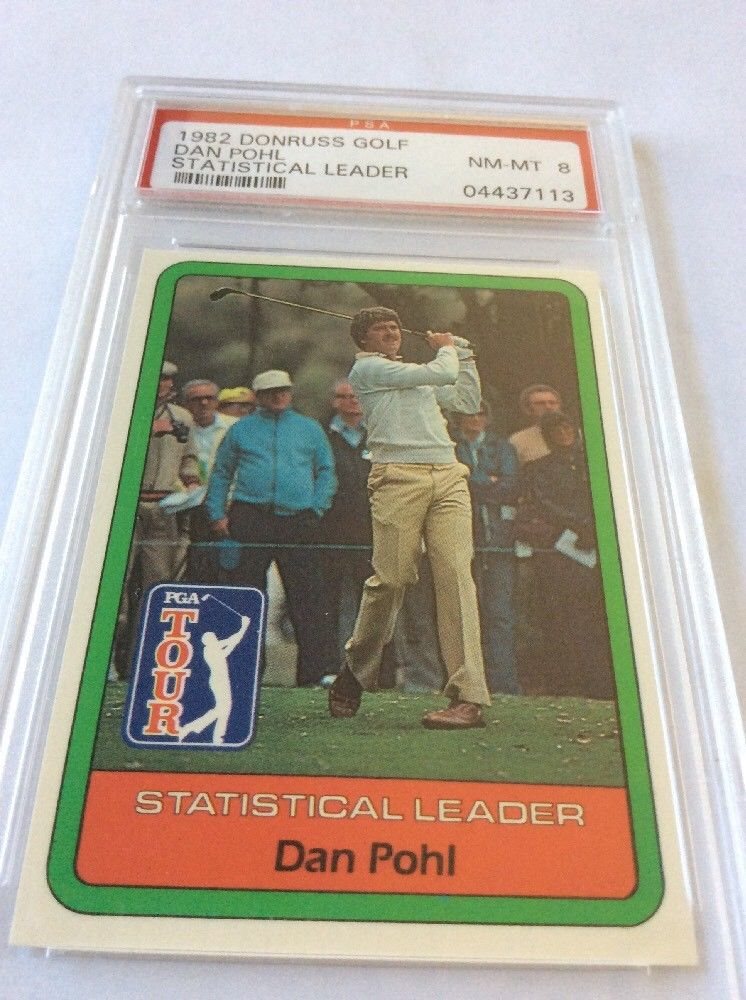 PSA
1982 DONRUSS GOLF
DAN POHL
STATISTICAL LEADER
NM-MT 8
04437113
PGA
TOUR
STATISTICAL LEADER
Dan Pohl